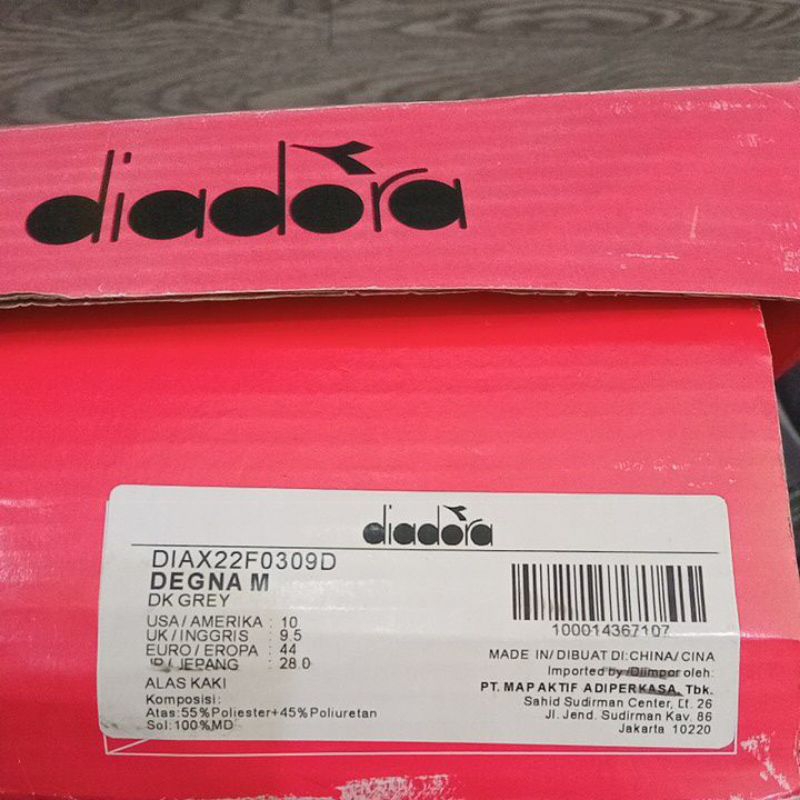 diadora
diadora
DIAX22F0309D
DEGNA M
DK GREY
USA / AMERIKA : 10
UK / INGGRIS : 9.5
EURO / EROPA : 44
JP / JEPANG : 28.0
ALAS KAKI
Komposisi :
Atas:55%Poliester+45%Poliuretan
Sol:100%MD
100014367107
MADE IN/ DIBUAT DI:CHINA/CINA
Imported by /Diimpor oleh:
PT. MAP AKTIF ADIPERKASA, Tbk.
Sahid Sudirman Center, Lt. 26
Jl. Jend. Sudirman Kav. 86
Jakarta 10220